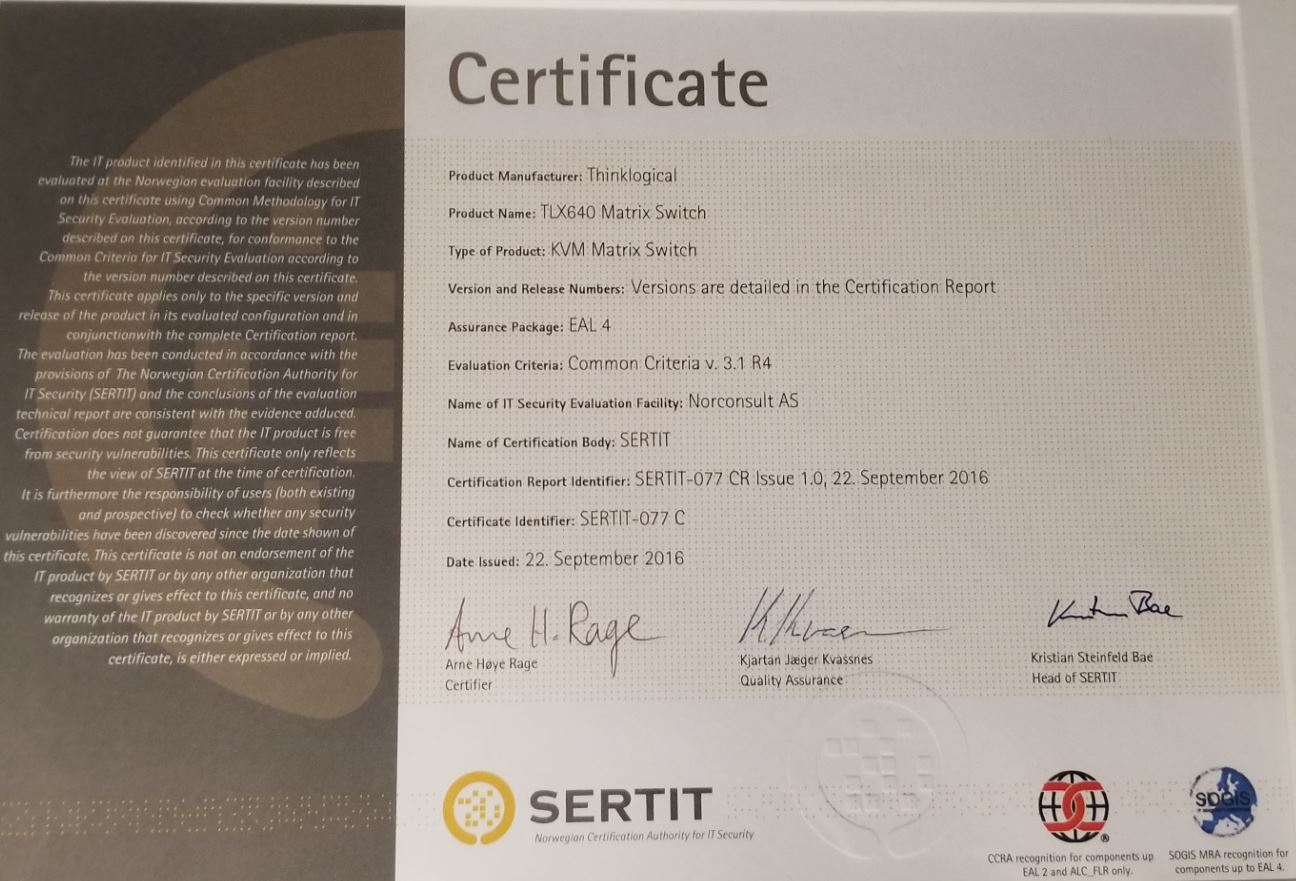 Certificate
The IT product identified in this certificate has been
evaluated at the Norwegian evaluation facility described
on this certificate using Common Methodology for IT
Security Evaluation, according to the version number
described on this certificate, for conformance to the
Common Criteria for IT Security Evaluation according to
the version number described on this certificate.
This certificate applies only to the specific version and
release of the product in its evaluated configuration and in
conjunctionwith the complete Certification report.
The evaluation has been conducted in accordance with the
provisions of The Norwegian Certification Authority for
IT Security (SERTIT) and the conclusions of the evaluation
technical report are consistent with the evidence adduced.
Certification does not guarantee that the IT product is free
from security vulnerabilities. This certificate only reflects
the view of SERTIT at the time of certification.
It is furthermore the responsibility of users (both existing
and prospective) to check whether any security
vulnerabilities have been discovered since the date shown of
this certificate. This certificate is not an endorsement of the
IT product by SERTIT or by any other organization that
recognizes or gives effect to this certificate, and no
warranty of the IT product by SERTIT or by any other
organization that recognizes or gives effect to this
certificate, is either expressed or implied.
Product Manufacturer: Thinklogical
Product Name: TLX640 Matrix Switch
Type of Product: KVM Matrix Switch
Version and Release Numbers: Versions are detailed in the Certification Report
Assurance Package: EAL 4
Evaluation Criteria: Common Criteria v. 3.1 R4
Name of IT Security Evaluation Facility: Norconsult AS
Name of Certification Body: SERTIT
Certification Report Identifier: SERTIT-077 CR Issue 1.0, 22. September 2016
Certificate Identifier: SERTIT-077 C
Date Issued: 22. September 2016
Arne H. Rage
Arne Høye Rage
Certifier
K Kvassn
Kjartan Jæger Kvassnes
Quality Assurance
Kristian Bae
Kristian Steinfeld Bae
Head of SERTIT
SERTIT
Norwegian Certification Authority for IT Security
CC ®
CCRA recognition for components up
EAL 2 and ALC_FLR only.
SOGIS
SOGIS MRA recognition for
components up to EAL 4.